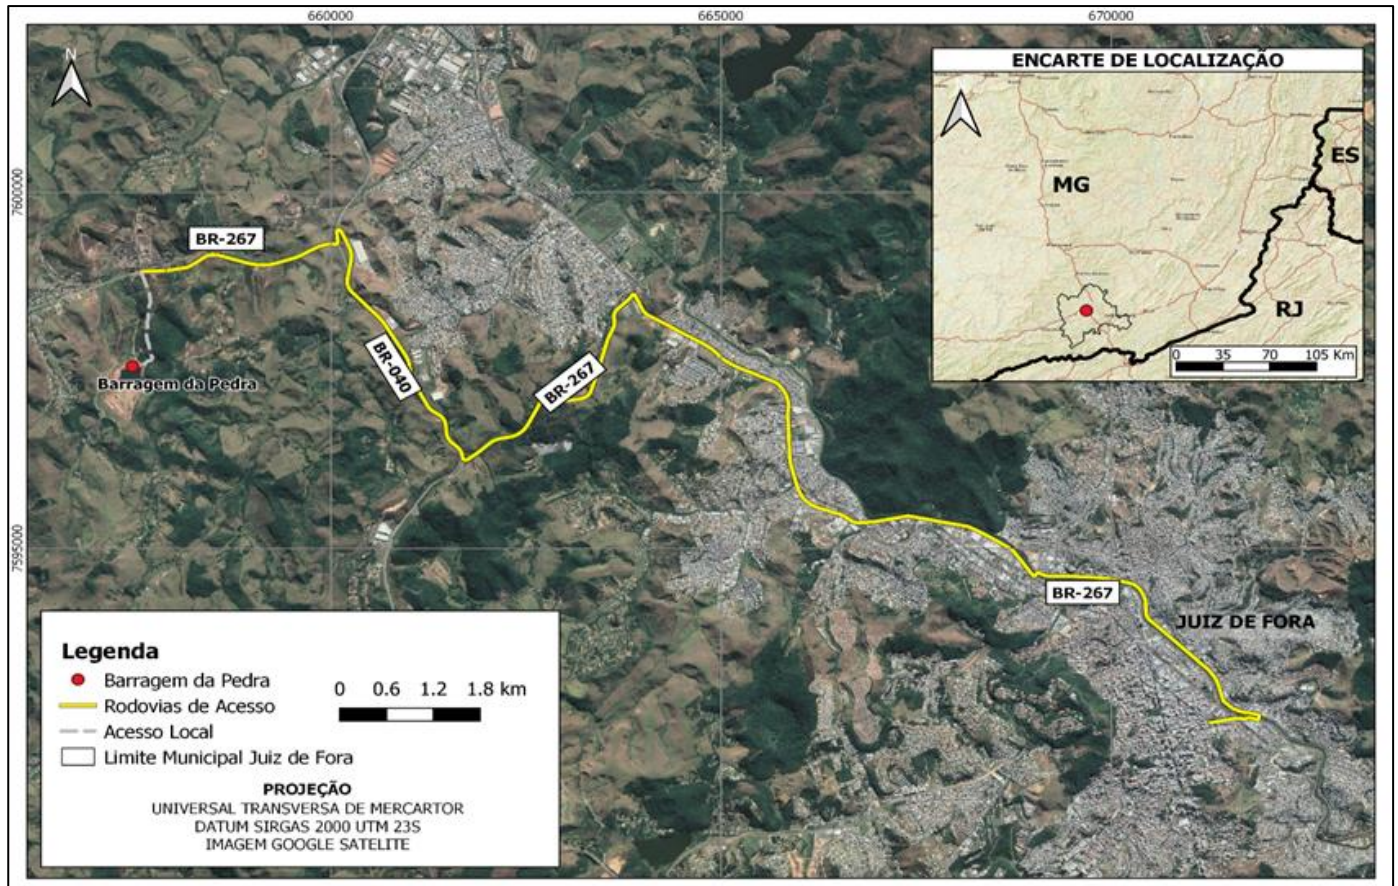 660000
665000
670000
N
7600000
7595000
ENCARTE DE LOCALIZAÇÃO
MG
ES
RJ
0 35 70 105 Km
BR-267
BR-040
BR-267
Barragem da Pedra
BR-267
JUIZ DE FORA
Legenda
Barragem da Pedra
Rodovias de Acesso
Acesso Local
Limite Municipal Juiz de Fora
0 0.6 1.2 1.8 km
PROJEÇÃO
UNIVERSAL TRANSVERSA DE MERCARTOR
DATUM SIRGAS 2000 UTM 23S
IMAGEM GOOGLE SATELITE